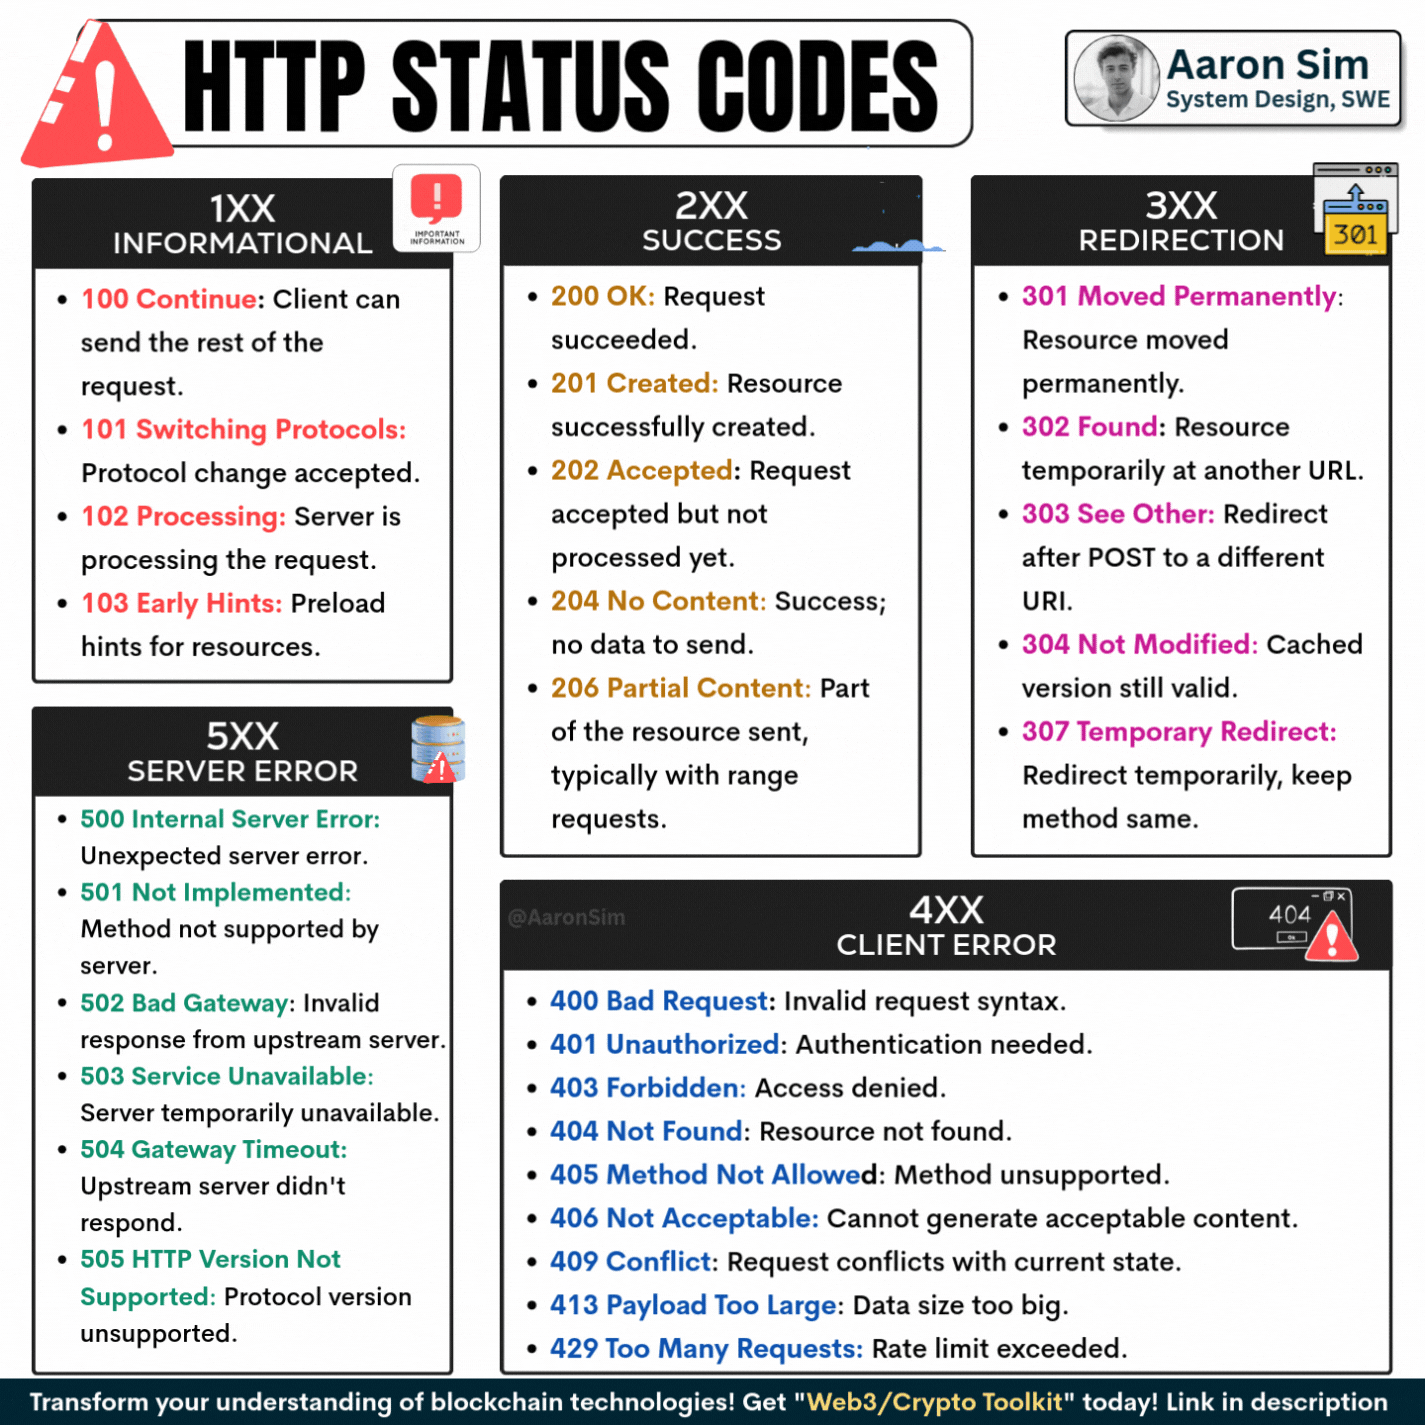 HTTP STATUS CODES
Aaron Sim
System Design, SWE
1XX
INFORMATIONAL
IMPORTANT
INFORMATION
• 100 Continue: Client can
send the rest of the
request.
• 101 Switching Protocols:
Protocol change accepted.
• 102 Processing: Server is
processing the request.
• 103 Early Hints: Preload
hints for resources.
2XX
SUCCESS
• 200 OK: Request
succeeded.
• 201 Created: Resource
successfully created.
• 202 Accepted: Request
accepted but not
processed yet.
• 204 No Content: Success;
no data to send.
• 206 Partial Content: Part
of the resource sent,
typically with range
requests.
3XX
REDIRECTION
301
• 301 Moved Permanently:
Resource moved
permanently.
• 302 Found: Resource
temporarily at another URL.
• 303 See Other: Redirect
after POST to a different
URI.
• 304 Not Modified: Cached
version still valid.
• 307 Temporary Redirect:
Redirect temporarily, keep
method same.
5XX
SERVER ERROR
• 500 Internal Server Error:
Unexpected server error.
• 501 Not Implemented:
Method not supported by
server.
• 502 Bad Gateway: Invalid
response from upstream server.
• 503 Service Unavailable:
Server temporarily unavailable.
• 504 Gateway Timeout:
Upstream server didn't
respond.
• 505 HTTP Version Not
Supported: Protocol version
unsupported.
@AaronSim
4XX
CLIENT ERROR
404
• 400 Bad Request: Invalid request syntax.
• 401 Unauthorized: Authentication needed.
• 403 Forbidden: Access denied.
• 404 Not Found: Resource not found.
• 405 Method Not Allowed: Method unsupported.
• 406 Not Acceptable: Cannot generate acceptable content.
• 409 Conflict: Request conflicts with current state.
• 413 Payload Too Large: Data size too big.
• 429 Too Many Requests: Rate limit exceeded.
Transform your understanding of blockchain technologies! Get "Web3/Crypto Toolkit" today! Link in description